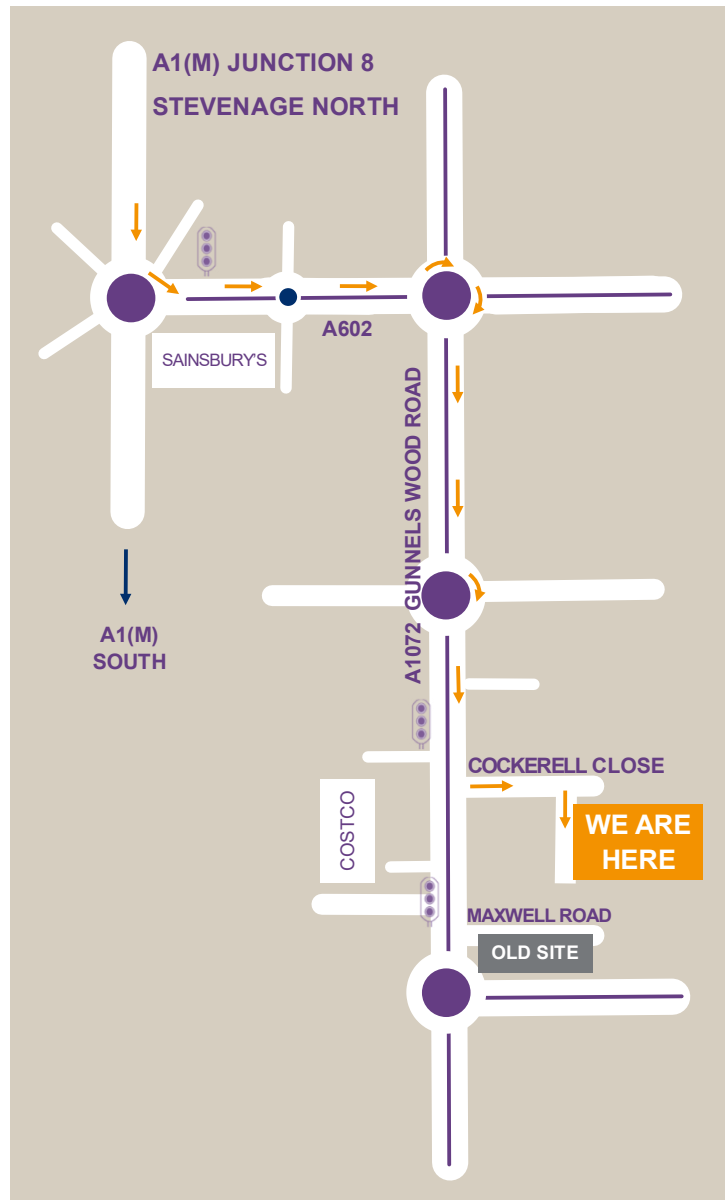 A1(M) JUNCTION 8
STEVENAGE NORTH
A602
SAINSBURY'S
A1072 GUNNELS WOOD ROAD
A1(M)
SOUTH
COCKERELL CLOSE
COSTCO
WE ARE
HERE
MAXWELL ROAD
OLD SITE